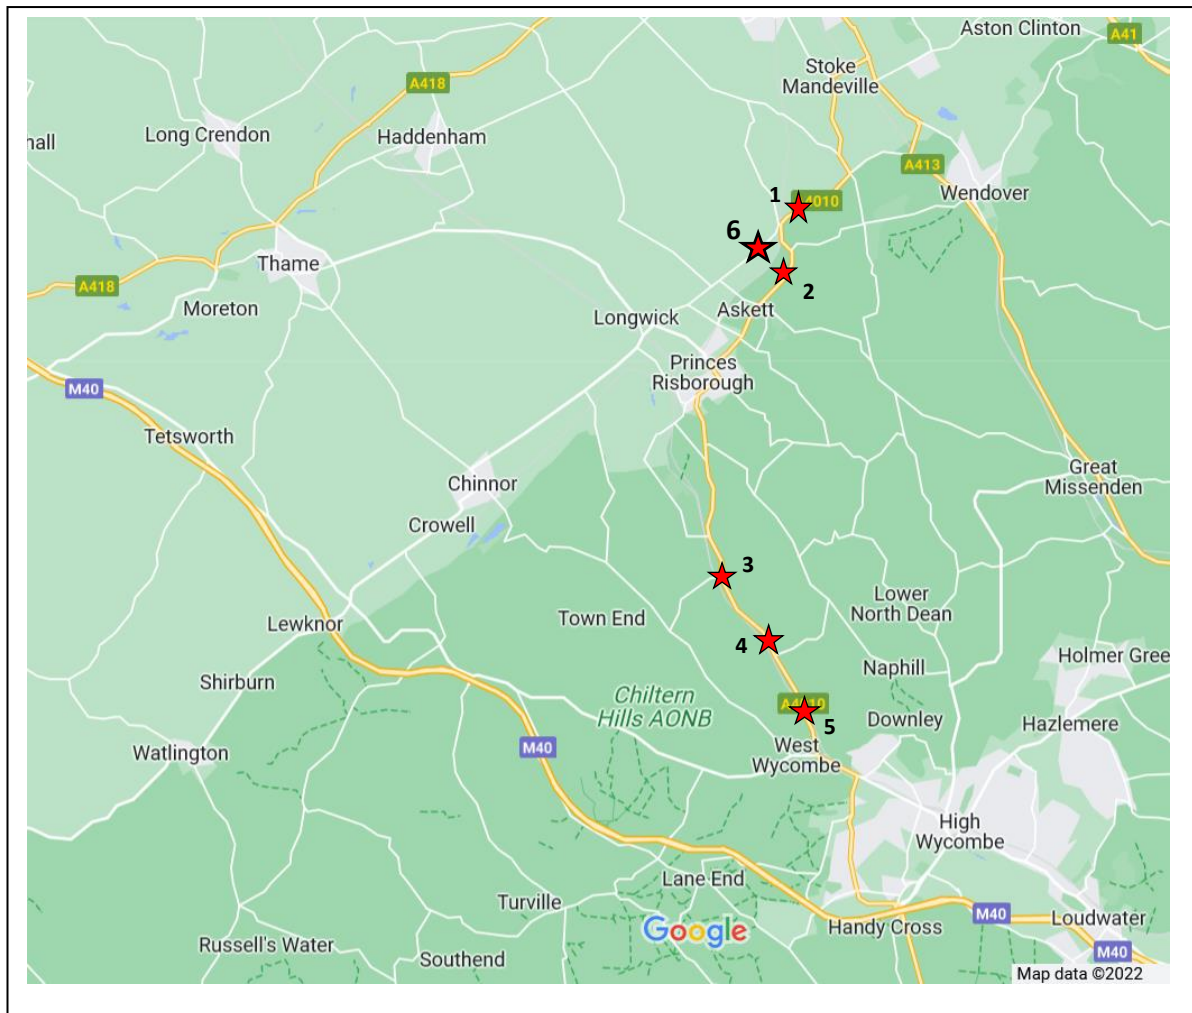 Aston Clinton
A41
Stoke
Mandeville
A418
Long Crendon
Haddenham
nall
A413
Wendover
1
A4010
6
Thame
A418
2
Moreton
Longwick
Askett
Princes
Risborough
M40
Tetsworth
Great
Missenden
Chinnor
Crowell
3
Lower
North Dean
Town End
Lewknor
4
Naphill
Holmer Gree
Shirburn
Chiltern
Hills AONB
5
Downley
Hazlemere
M40
Watlington
West
Wycombe
High
Wycombe
Lane End
Turville
M40
Loudwater
Google
Handy Cross
Russell's Water
Southend
M40
Map data ©2022